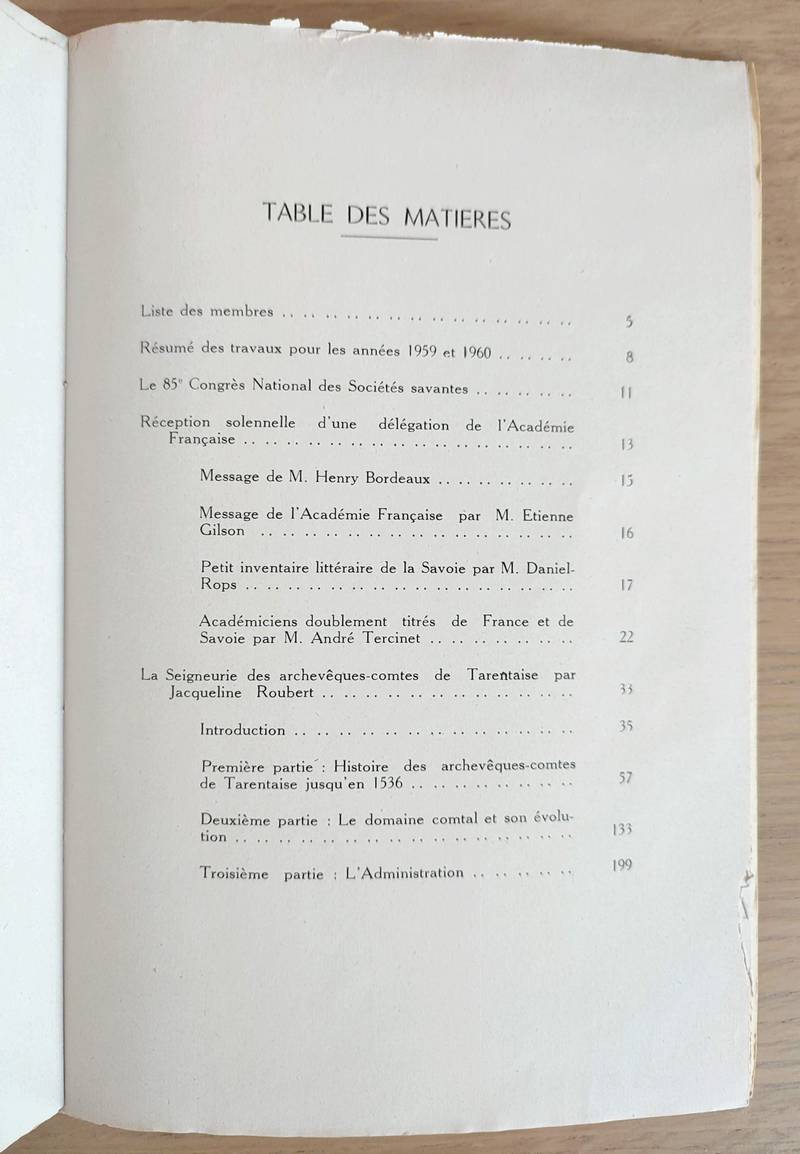 TABLE DES MATIERES
Liste des membres .. .. .. .. .. .. .. .. .. .. .. .. .. .. 5
Résumé des travaux pour les années 1959 et 1960 .. .. .. .. 8
Le 85e Congrès National des Sociétés savantes .. .. .. .. .. 11
Réception solennelle d'une délégation de l'Académie
Française .. .. .. .. .. .. .. .. .. .. .. .. .. .. .. .. 13
Message de M. Henry Bordeaux .. .. .. .. .. .. .. 15
Message de l'Académie Française par M. Etienne
Gilson .. .. .. .. .. .. .. .. .. .. .. .. .. .. .. 16
Petit inventaire littéraire de la Savoie par M. Daniel-
Rops .. .. .. .. .. .. .. .. .. .. .. .. .. .. .. .. 17
Académiciens doublement titrés de France et de
Savoie par M. André Tercinet .. .. .. .. .. .. .. 22
La Seigneurie des archevêques-comtes de Tarentaise par
Jacqueline Roubert .. .. .. .. .. .. .. .. .. .. .. .. 33
Introduction .. .. .. .. .. .. .. .. .. .. .. .. .. 35
Première partie : Histoire des archevêques-comtes
de Tarentaise jusqu'en 1536 .. .. .. .. .. .. .. .. 57
Deuxième partie : Le domaine comtal et son évolu-
tion .. .. .. .. .. .. .. .. .. .. .. .. .. .. .. .. 133
Troisième partie : L'Administration .. .. .. .. .. 199